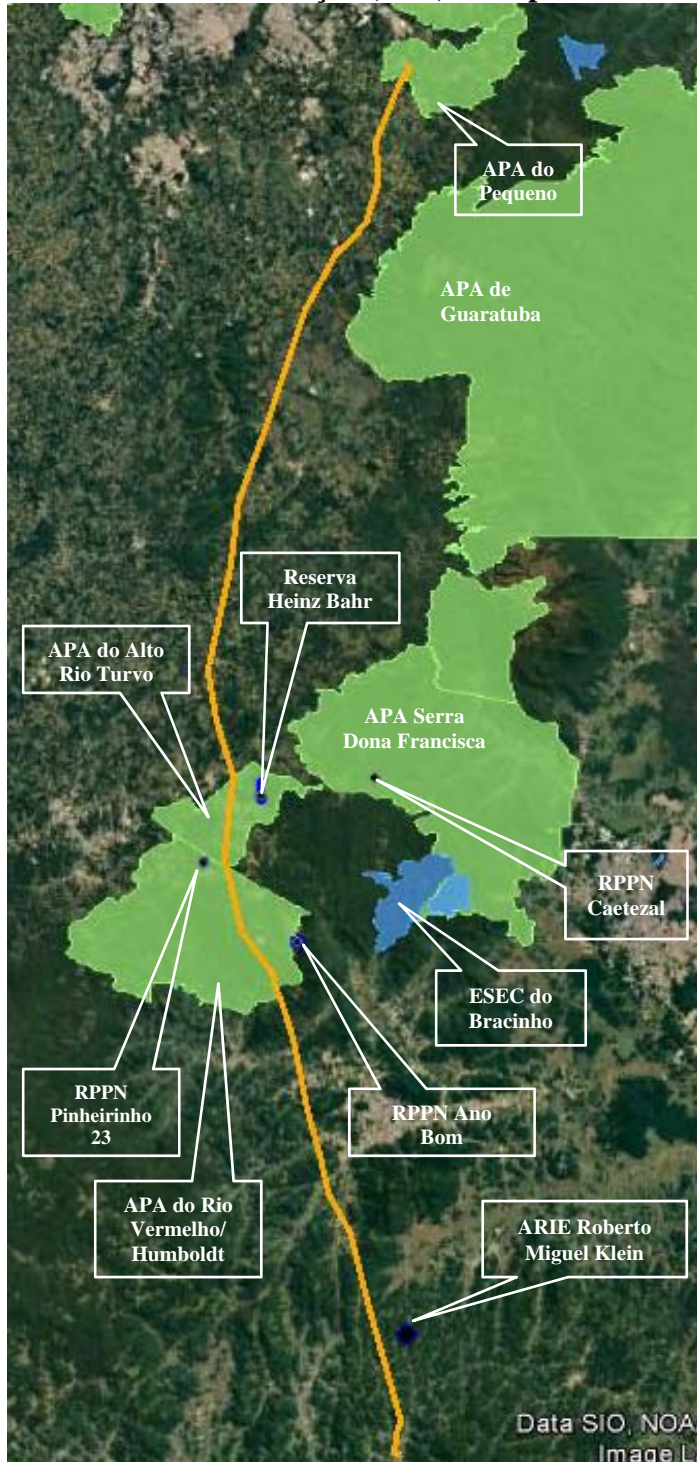 APA do
Pequeno
APA de
Guaratuba
Reserva
Heinz Bahr
APA do Alto
Rio Turvo
APA Serra
Dona Francisca
RPPN
Caetezal
ESEC do
Bracinho
RPPN
Pinheirinho
23
RPPN Ano
Bom
APA do Rio
Vermelho/
Humboldt
ARIE Roberto
Miguel Klein
Data SIO, NOA
Image L